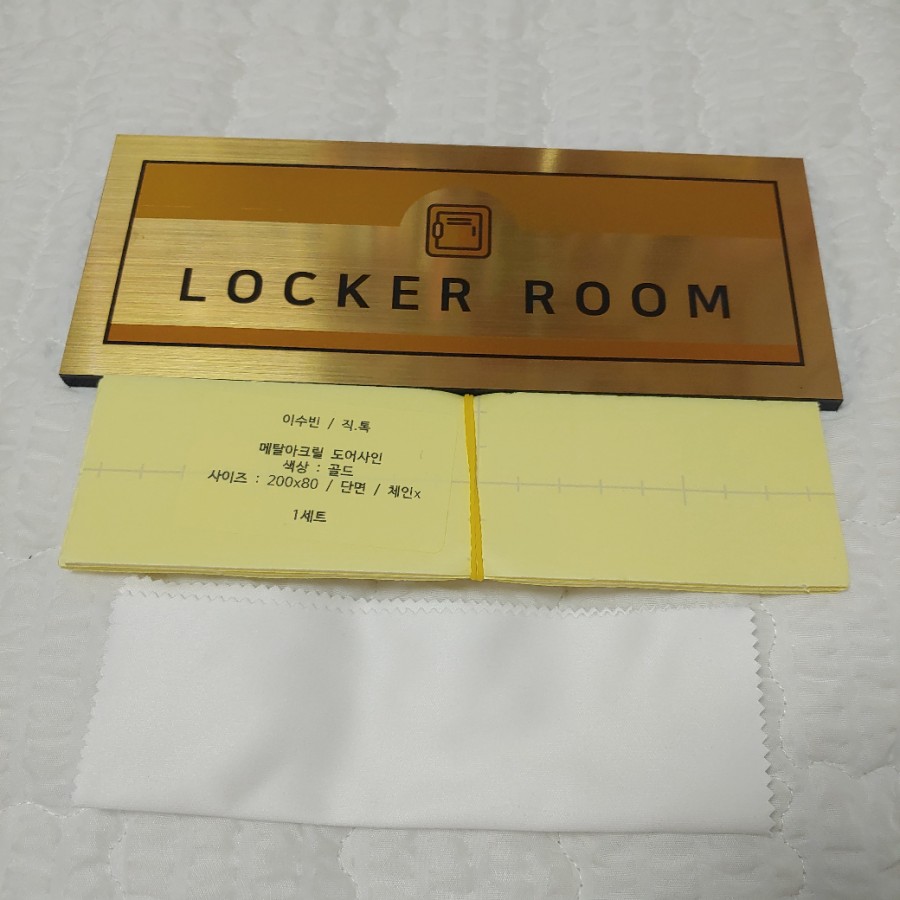 LOCKER ROOM
이수빈 / 직.톡
메탈아크릴 도어사인
색상 : 골드
사이즈 : 200x80 / 단면 / 체인x
1세트